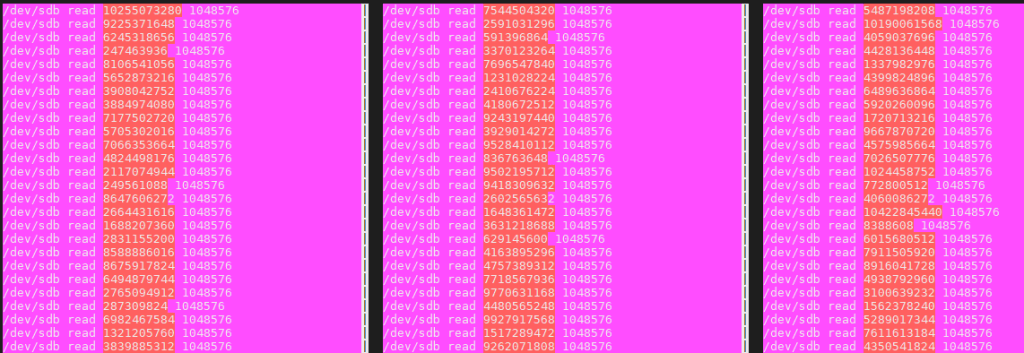 /dev/sdb read 10255073280 1048576
/dev/sdb read 9225371648 1048576
/dev/sdb read 6245318656 1048576
/dev/sdb read 247463936 1048576
/dev/sdb read 8106541056 1048576
/dev/sdb read 5652873216 1048576
/dev/sdb read 3908042752 1048576
/dev/sdb read 3884974080 1048576
/dev/sdb read 7177502720 1048576
/dev/sdb read 5705302016 1048576
/dev/sdb read 7066353664 1048576
/dev/sdb read 4824498176 1048576
/dev/sdb read 2117074944 1048576
/dev/sdb read 249561088 1048576
/dev/sdb read 8647606272 1048576
/dev/sdb read 2664431616 1048576
/dev/sdb read 1688207360 1048576
/dev/sdb read 2831155200 1048576
/dev/sdb read 8588886016 1048576
/dev/sdb read 8675917824 1048576
/dev/sdb read 6494879744 1048576
/dev/sdb read 2765094912 1048576
/dev/sdb read 287309824 1048576
/dev/sdb read 6982467584 1048576
/dev/sdb read 1321205760 1048576
/dev/sdb read 3839885312 1048576
/dev/sdb read 7544504320 1048576
/dev/sdb read 2591031296 1048576
/dev/sdb read 591396864 1048576
/dev/sdb read 3370123264 1048576
/dev/sdb read 7696547840 1048576
/dev/sdb read 1231028224 1048576
/dev/sdb read 2410676224 1048576
/dev/sdb read 4180672512 1048576
/dev/sdb read 9243197440 1048576
/dev/sdb read 3929014272 1048576
/dev/sdb read 9528410112 1048576
/dev/sdb read 836763648 1048576
/dev/sdb read 9502195712 1048576
/dev/sdb read 9418309632 1048576
/dev/sdb read 2602565632 1048576
/dev/sdb read 1648361472 1048576
/dev/sdb read 3631218688 1048576
/dev/sdb read 629145600 1048576
/dev/sdb read 4163895296 1048576
/dev/sdb read 4757389312 1048576
/dev/sdb read 7718567936 1048576
/dev/sdb read 9770631168 1048576
/dev/sdb read 4480565248 1048576
/dev/sdb read 9927917568 1048576
/dev/sdb read 1517289472 1048576
/dev/sdb read 9262071808 1048576
/dev/sdb read 5487198208 1048576
/dev/sdb read 10190061568 1048576
/dev/sdb read 4059037696 1048576
/dev/sdb read 4428136448 1048576
/dev/sdb read 1337982976 1048576
/dev/sdb read 4399824896 1048576
/dev/sdb read 6489636864 1048576
/dev/sdb read 5920260096 1048576
/dev/sdb read 1720713216 1048576
/dev/sdb read 9667870720 1048576
/dev/sdb read 4575985664 1048576
/dev/sdb read 7026507776 1048576
/dev/sdb read 1024458752 1048576
/dev/sdb read 772800512 1048576
/dev/sdb read 4060086272 1048576
/dev/sdb read 10422845440 1048576
/dev/sdb read 8388608 1048576
/dev/sdb read 6015680512 1048576
/dev/sdb read 7911505920 1048576
/dev/sdb read 8916041728 1048576
/dev/sdb read 4938792960 1048576
/dev/sdb read 3100639232 1048576
/dev/sdb read 1562378240 1048576
/dev/sdb read 5289017344 1048576
/dev/sdb read 7611613184 1048576
/dev/sdb read 4350541824 1048576